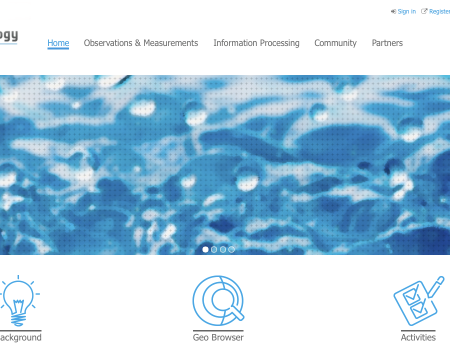 Sign in Register
ogy
Home Observations & Measurements Information Processing Community Partners
ackground Geo Browser Activities